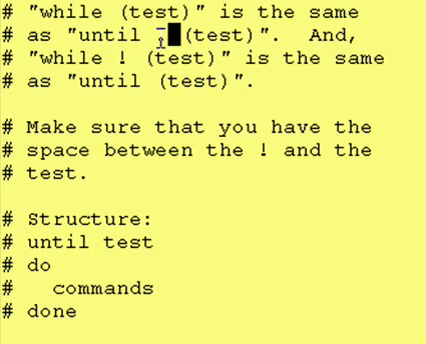 # "while (test)" is the same
# as "until (test)".  And,
# "while ! (test)" is the same
# as "until (test)".
# Make sure that you have the
# space between the ! and the
# test.
# Structure:
# until test
# do
#   commands
# done